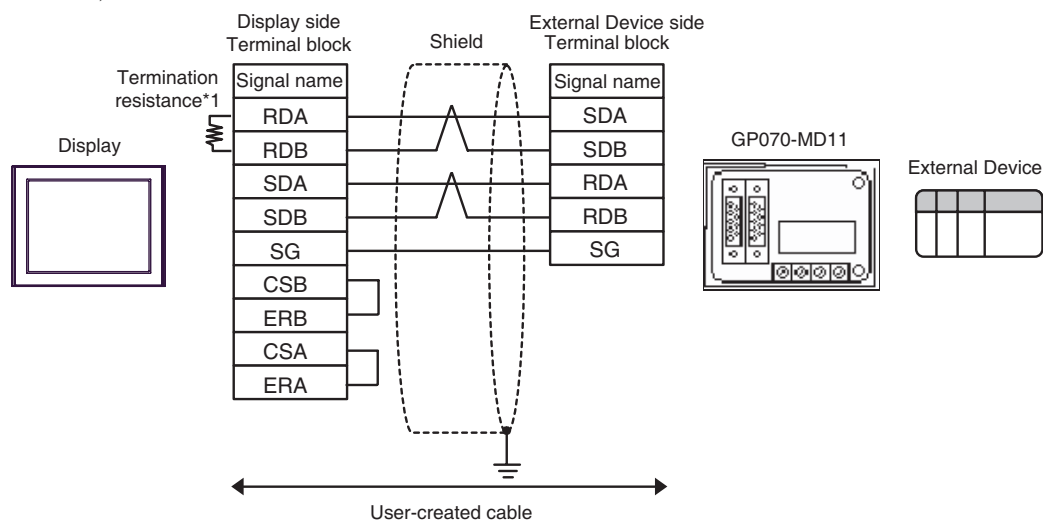 Display side
Terminal block
Shield
External Device side
Terminal block
Termination
resistance*1
Signal name
RDA
RDB
SDA
SDB
SG
CSB
ERB
CSA
ERA
Signal name
SDA
SDB
RDA
RDB
SG
Display
GP070-MD11
External Device
User-created cable